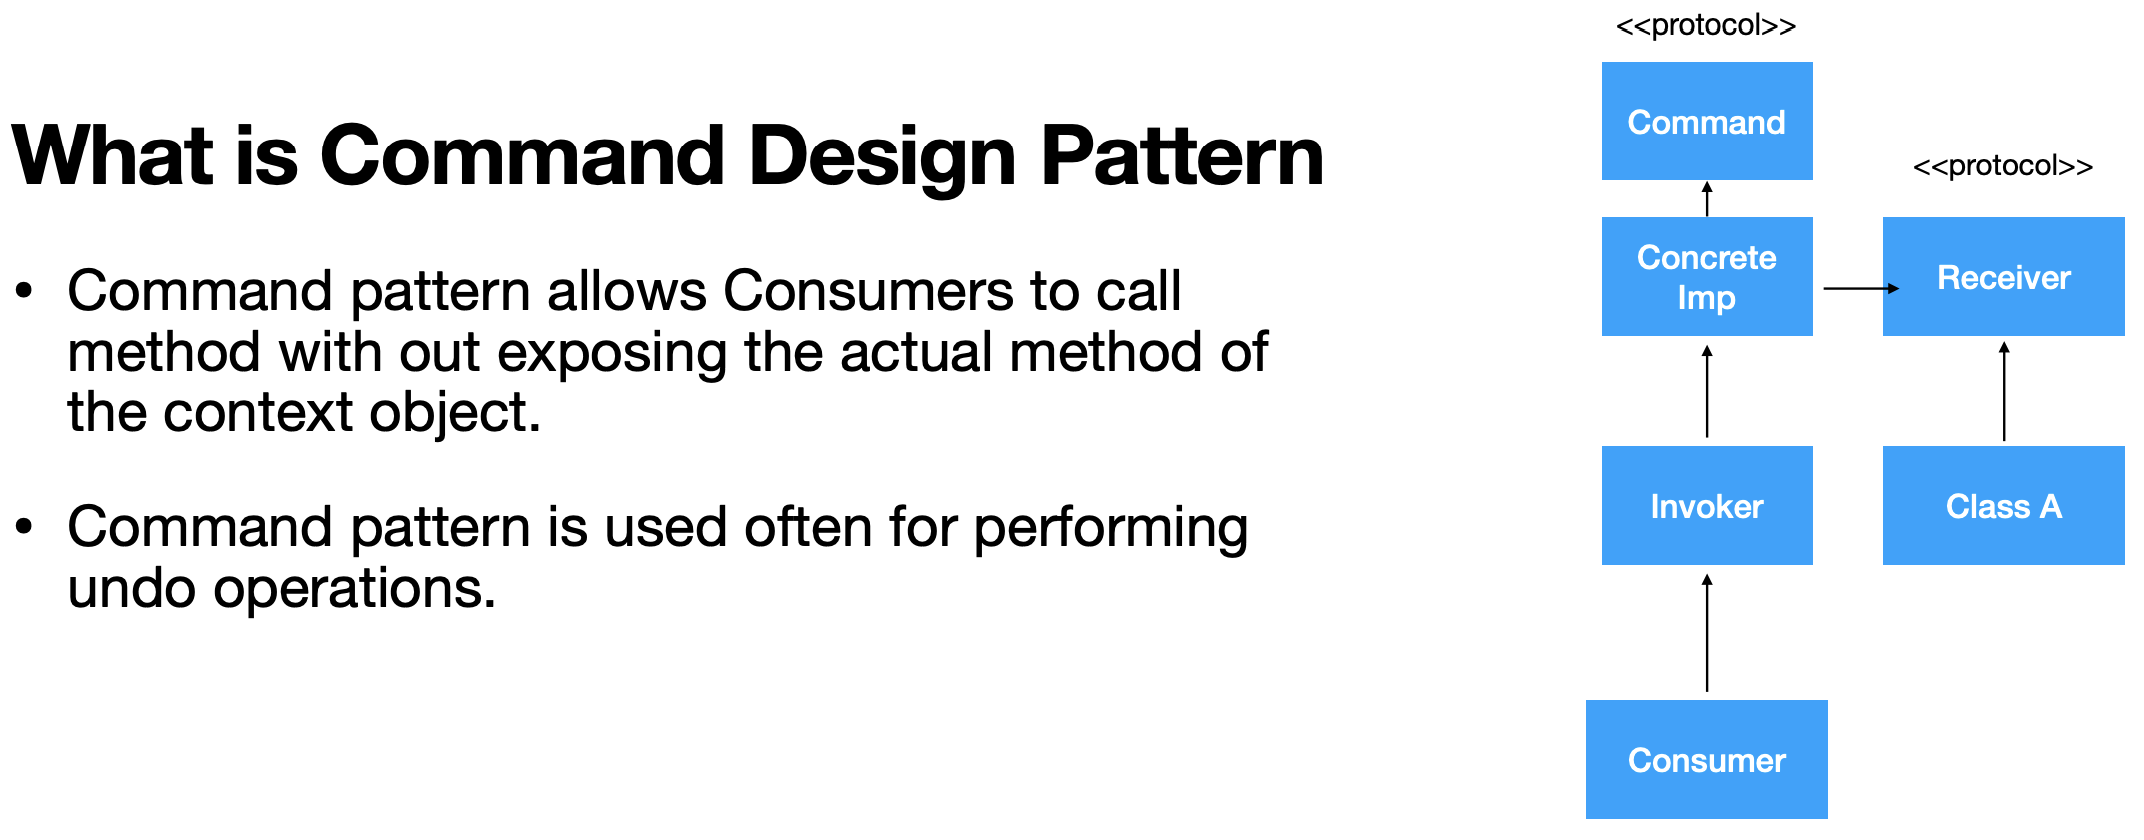 What is Command Design Pattern
• Command pattern allows Consumers to call
method with out exposing the actual method of
the context object.
• Command pattern is used often for performing
undo operations.
<<protocol>>
Command
<<protocol>>
Concrete
Imp
Receiver
Invoker
Class A
Consumer